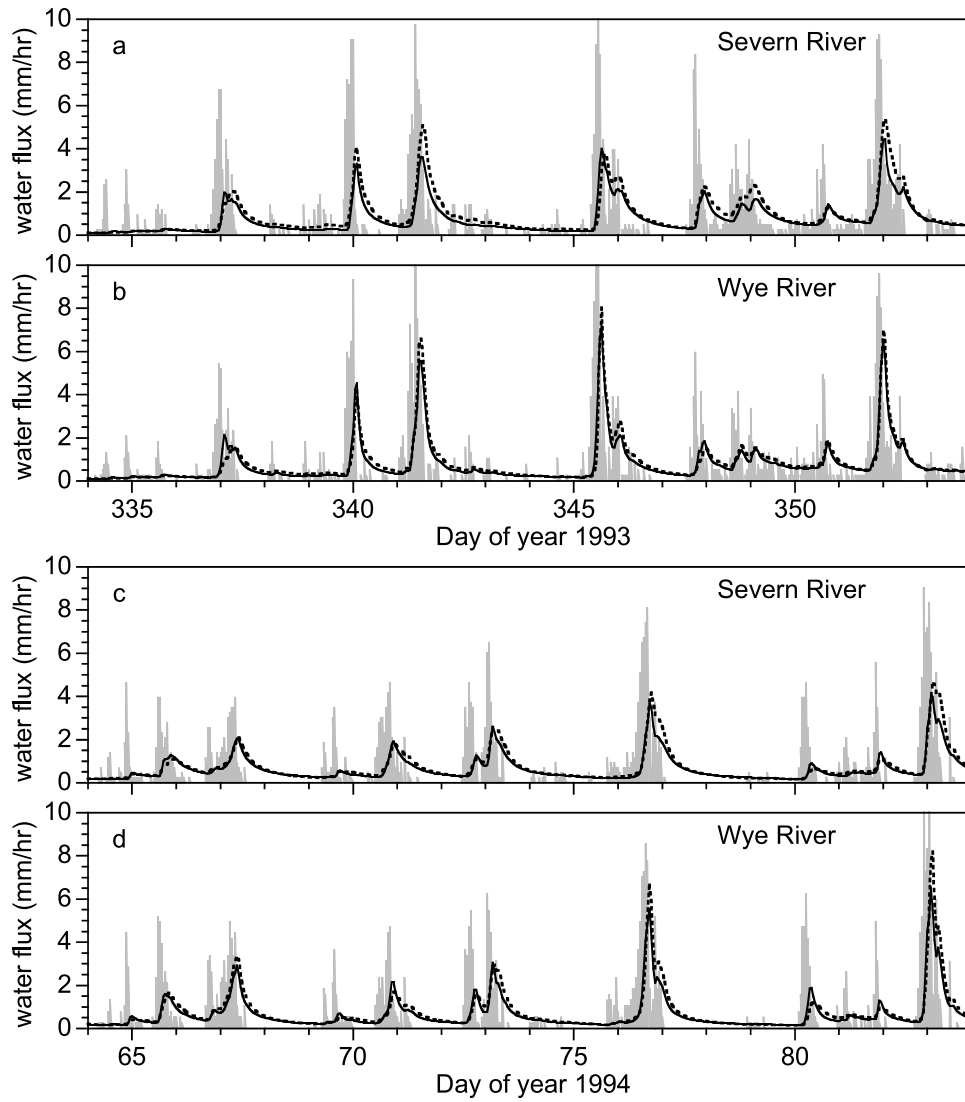 10
8
6
4
2
0
water flux (mm/hr)
a
Severn River
10
8
6
4
2
0
water flux (mm/hr)
b
Wye River
335 340 345 350
Day of year 1993
10
8
6
4
2
0
water flux (mm/hr)
c
Severn River
10
8
6
4
2
0
water flux (mm/hr)
d
Wye River
65 70 75 80
Day of year 1994